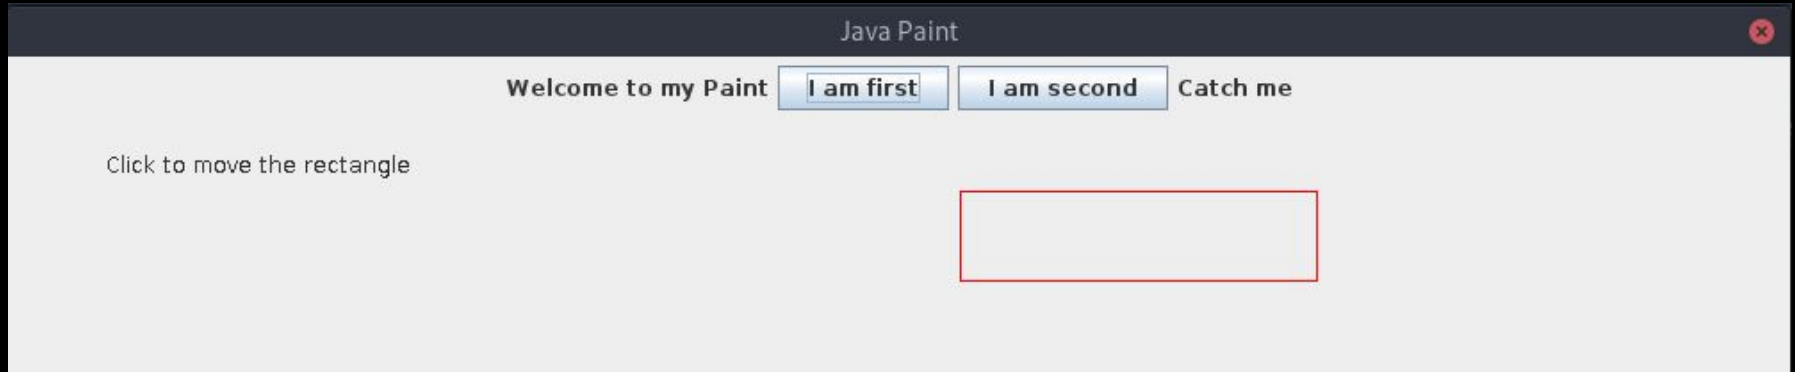 Java Paint
Welcome to my Paint I am first I am second Catch me
Click to move the rectangle